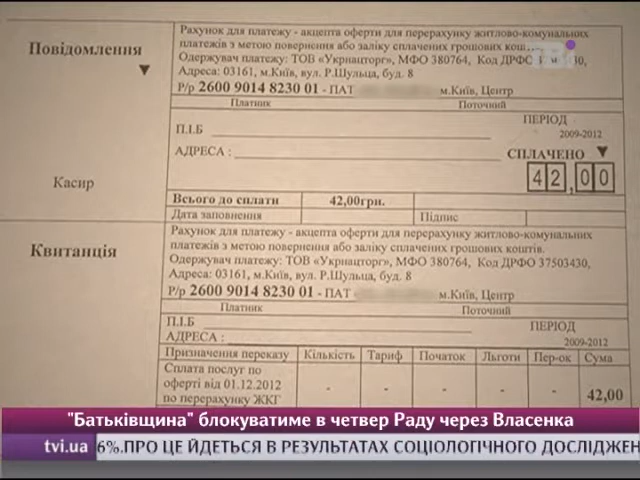 Повідомлення
Касир
Рахунок для платежу - акцепта оферти для перерахунку житлово-комунальних
платежів з метою повернення або заліку сплачених грошових кош
Одержувач платежу: ТОВ «Укрнацторг», МФО 380764, Код ДРФО 30,
Адреса: 03161, м.Київ, вул. Р.Шульца, буд. 8
Р/р 2600 9014 8230 01 - ПАТ м.Київ, Центр
Платник Поточний
ПЕРІОД
П.І.Б 2009-2012
АДРЕСА : СПЛАЧЕНО
42,00
Всього до сплати 42,00грн.
Дата заповнення Підпис
Квитанція
Рахунок для платежу - акцепта оферти для перерахунку житлово-комунальних
платежів з метою повернення або заліку сплачених грошових коштів.
Одержувач платежу: ТОВ «Укрнацторг», МФО 380764, Код ДРФО 37503430,
Адреса: 03161, м.Київ, вул. Р.Шульца, буд. 8
Р/р 2600 9014 8230 01 - ПАТ м.Київ, Центр
Платник Поточний
П.І.Б ПЕРІОД
АДРЕСА : 2009-2012
Призначення переказу Кількість Тариф Початок Льготи Пер-ок Сума
Сплата послуг по
оферті від 01.12.2012 - - - - - 42,00
по перерахунку ЖКГ
tvi
"Батьківщина" блокуватиме в четвер Раду через Власенка
tvi.ua 6%.ПРО ЦЕ ЙДЕТЬСЯ В РЕЗУЛЬТАТАХ СОЦІОЛОГІЧНОГО ДОСЛІДЖЕН